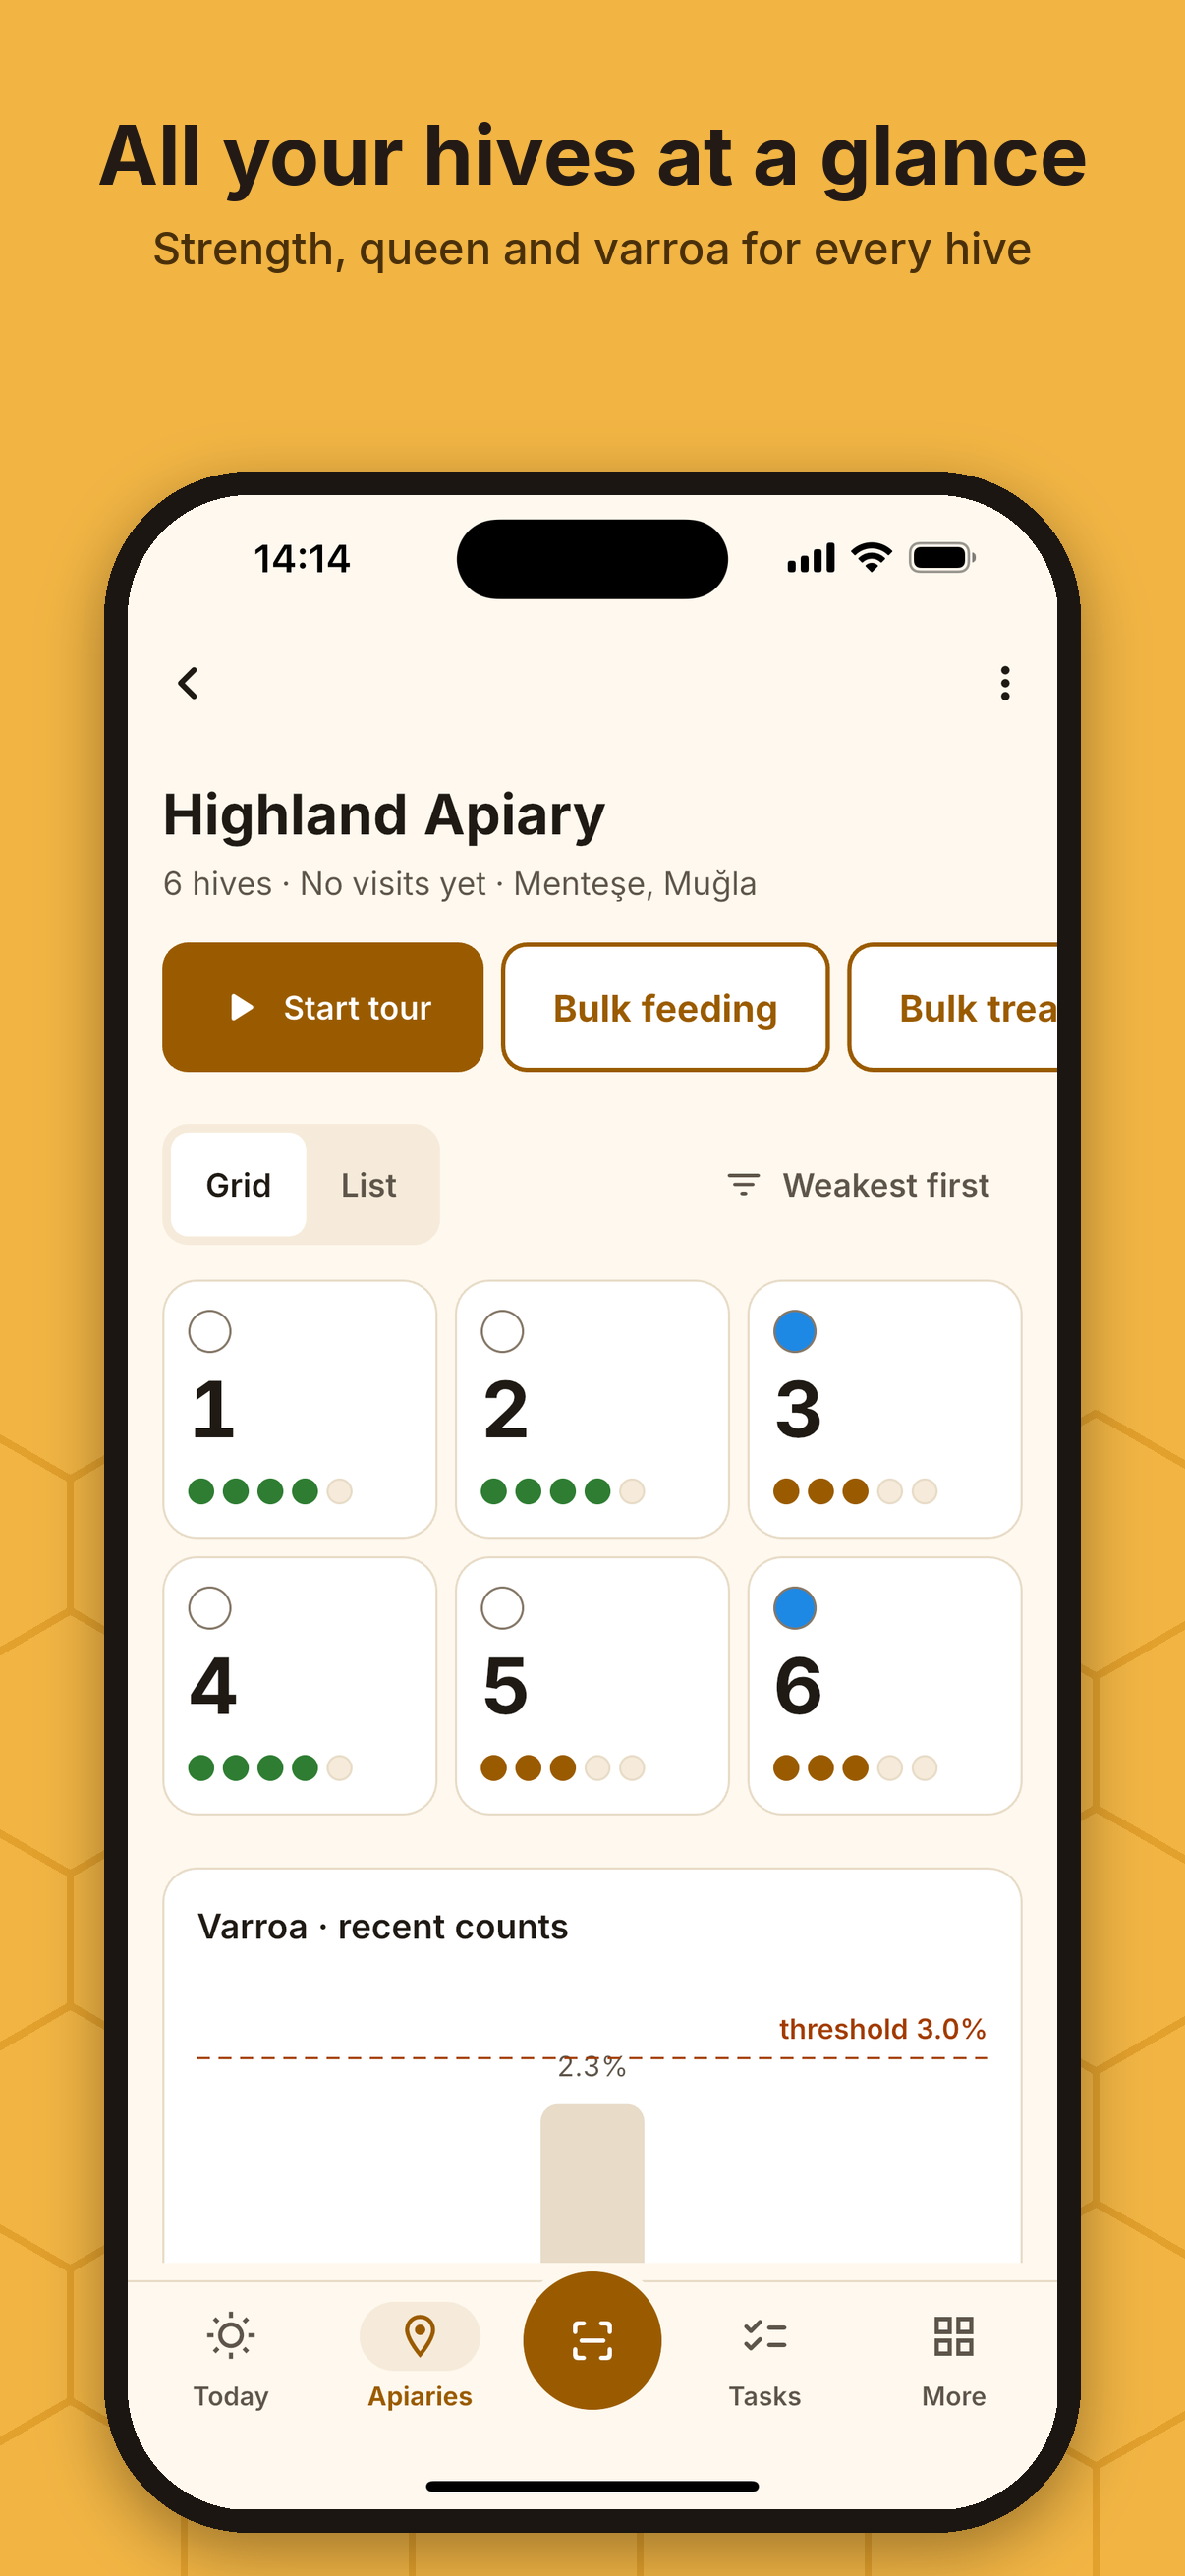 All your hives at a glance
Strength, queen and varroa for every hive
14:14
Highland Apiary
6 hives · No visits yet · Menteşe, Muğla
Start tour
Bulk feeding
Bulk trea
Grid
List
Weakest first
1
2
3
4
5
6
Varroa · recent counts
threshold 3.0%
2.3%
Today
Apiaries
Tasks
More